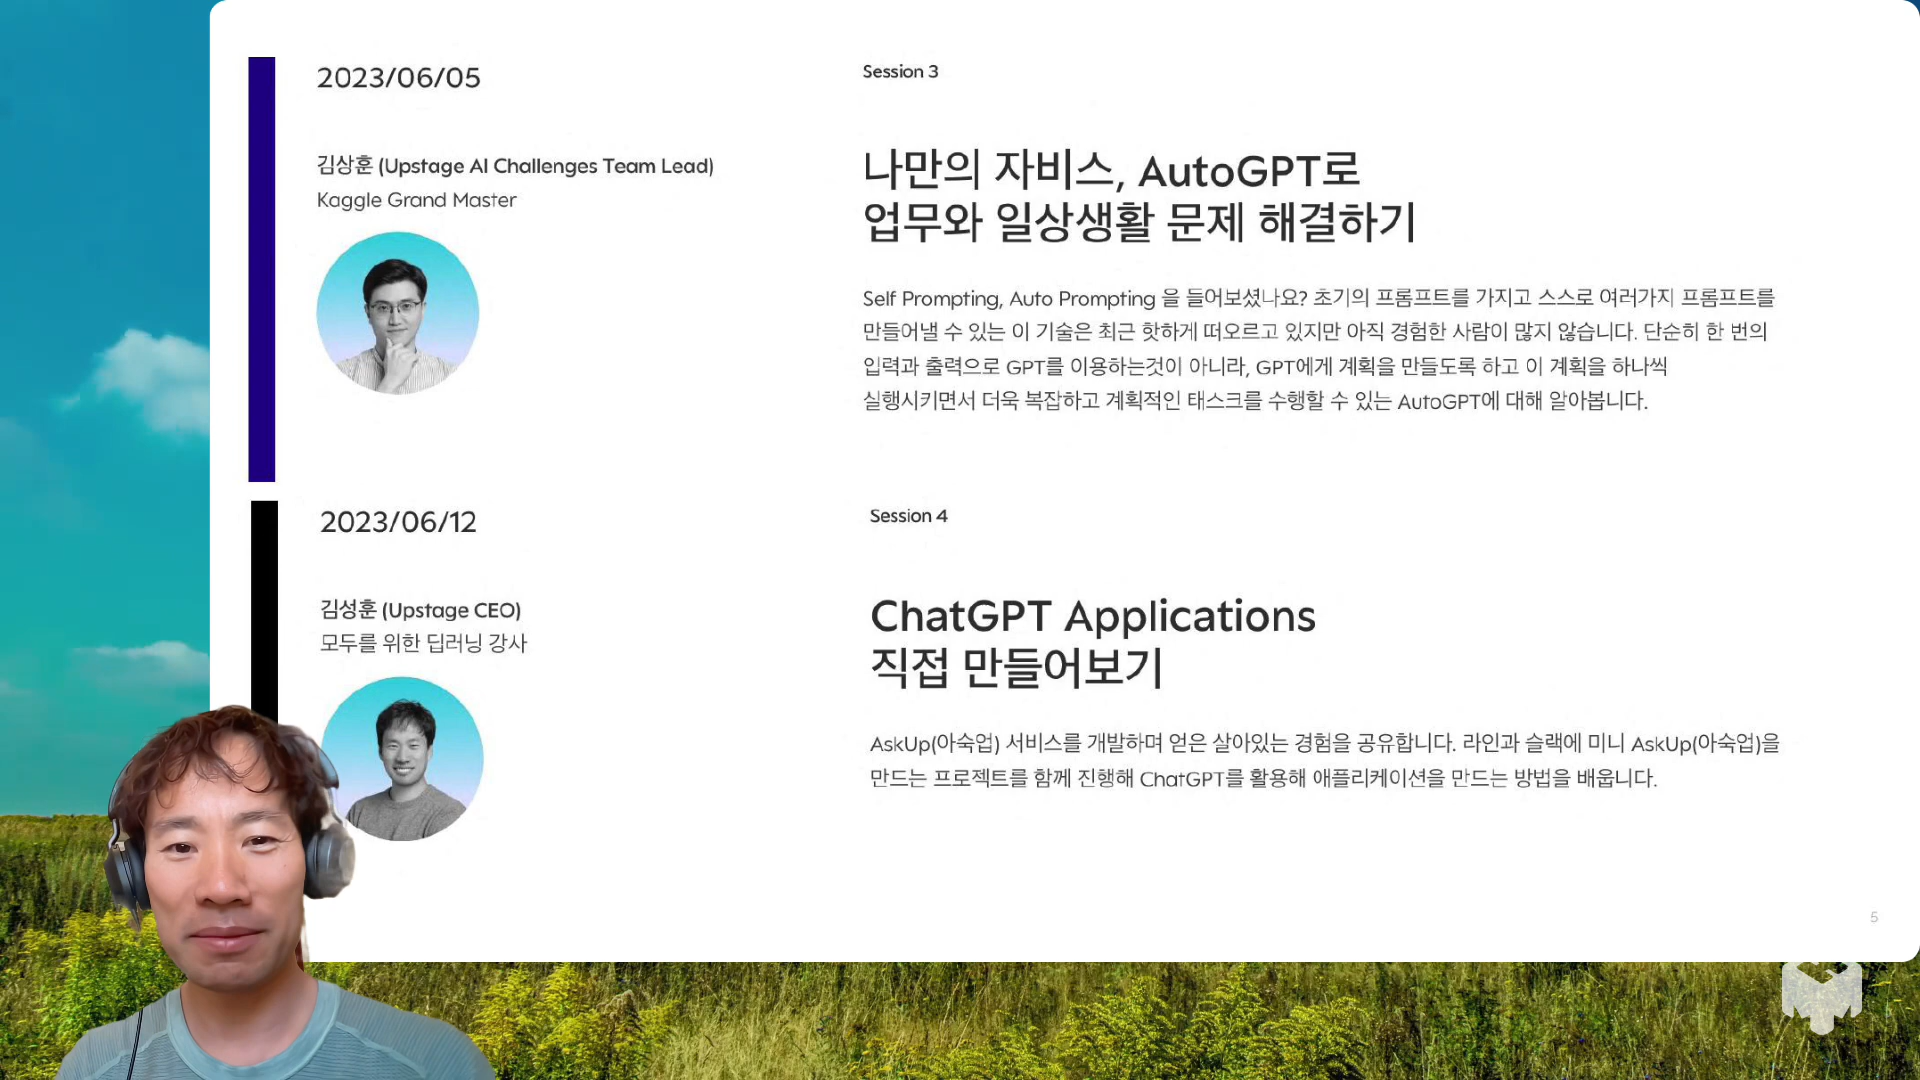 2023/06/05
김상훈 (Upstage AI Challenges Team Lead)
Kaggle Grand Master
Session 3
나만의 자비스, AutoGPT로
업무와 일상생활 문제 해결하기
Self Prompting, Auto Prompting 을 들어보셨나요? 초기의 프롬프트를 가지고 스스로 여러가지 프롬프트를
만들어낼 수 있는 이 기술은 최근 핫하게 떠오르고 있지만 아직 경험한 사람이 많지 않습니다. 단순히 한 번의
입력과 출력으로 GPT를 이용하는것이 아니라, GPT에게 계획을 만들도록 하고 이 계획을 하나씩
실행시키면서 더욱 복잡하고 계획적인 태스크를 수행할 수 있는 AutoGPT에 대해 알아봅니다.
2023/06/12
김성훈 (Upstage CEO)
모두를 위한 딥러닝 강사
Session 4
ChatGPT Applications
직접 만들어보기
AskUp(아숙업) 서비스를 개발하며 얻은 살아있는 경험을 공유합니다. 라인과 슬랙에 미니 AskUp(아숙업)을
만드는 프로젝트를 함께 진행해 ChatGPT를 활용해 애플리케이션을 만드는 방법을 배웁니다.
5